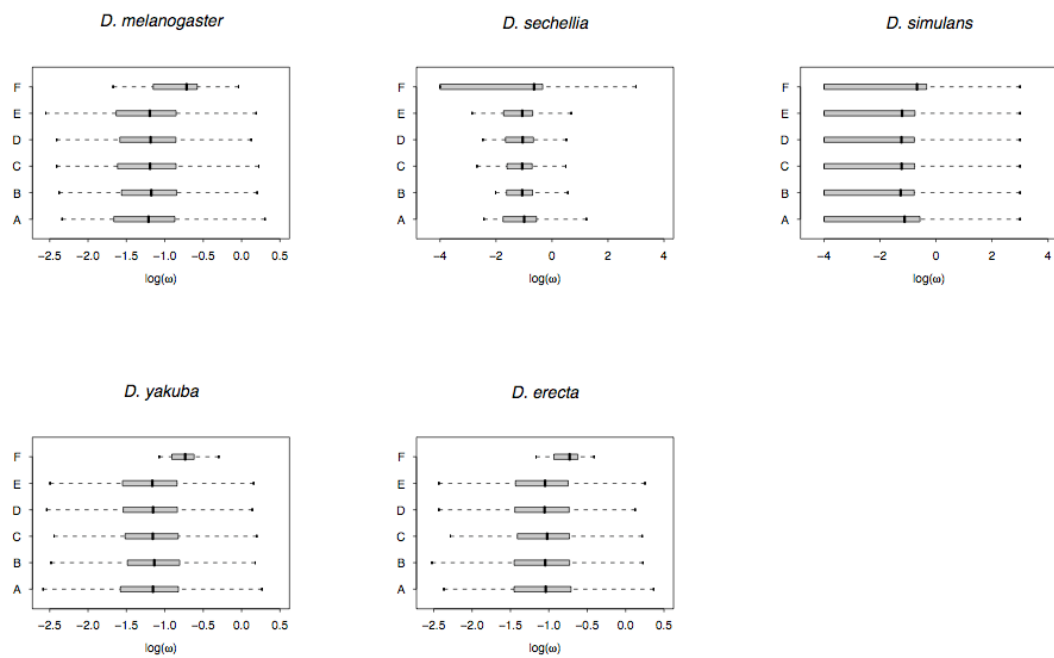 D. melanogaster
D. sechellia
D. simulans
F
E
D
C
B
A
−2.5 −2.0 −1.5 −1.0 −0.5 0.0 0.5
log(ω)
F
E
D
C
B
A
−4 −2 0 2 4
log(ω)
F
E
D
C
B
A
−4 −2 0 2 4
log(ω)
D. yakuba
D. erecta
F
E
D
C
B
A
−2.5 −2.0 −1.5 −1.0 −0.5 0.0 0.5
log(ω)
F
E
D
C
B
A
−2.5 −2.0 −1.5 −1.0 −0.5 0.0 0.5
log(ω)